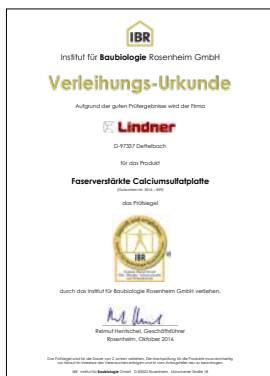 IBR
Institut für Baubiologie Rosenheim GmbH
Verleihungs-Urkunde
Aufgrund der guten Prüfergebnisse wird der Firma
Lindner
D-97337 Dettelbach
für das Produkt
Faserverstärkte Calciumsulfatplatte
das Prüfsiegel
IBR
durch das Institut für Baubiologie Rosenheim GmbH verliehen.
Reimut Hentschel, Geschäftsführer
Rosenheim, Oktober 2016